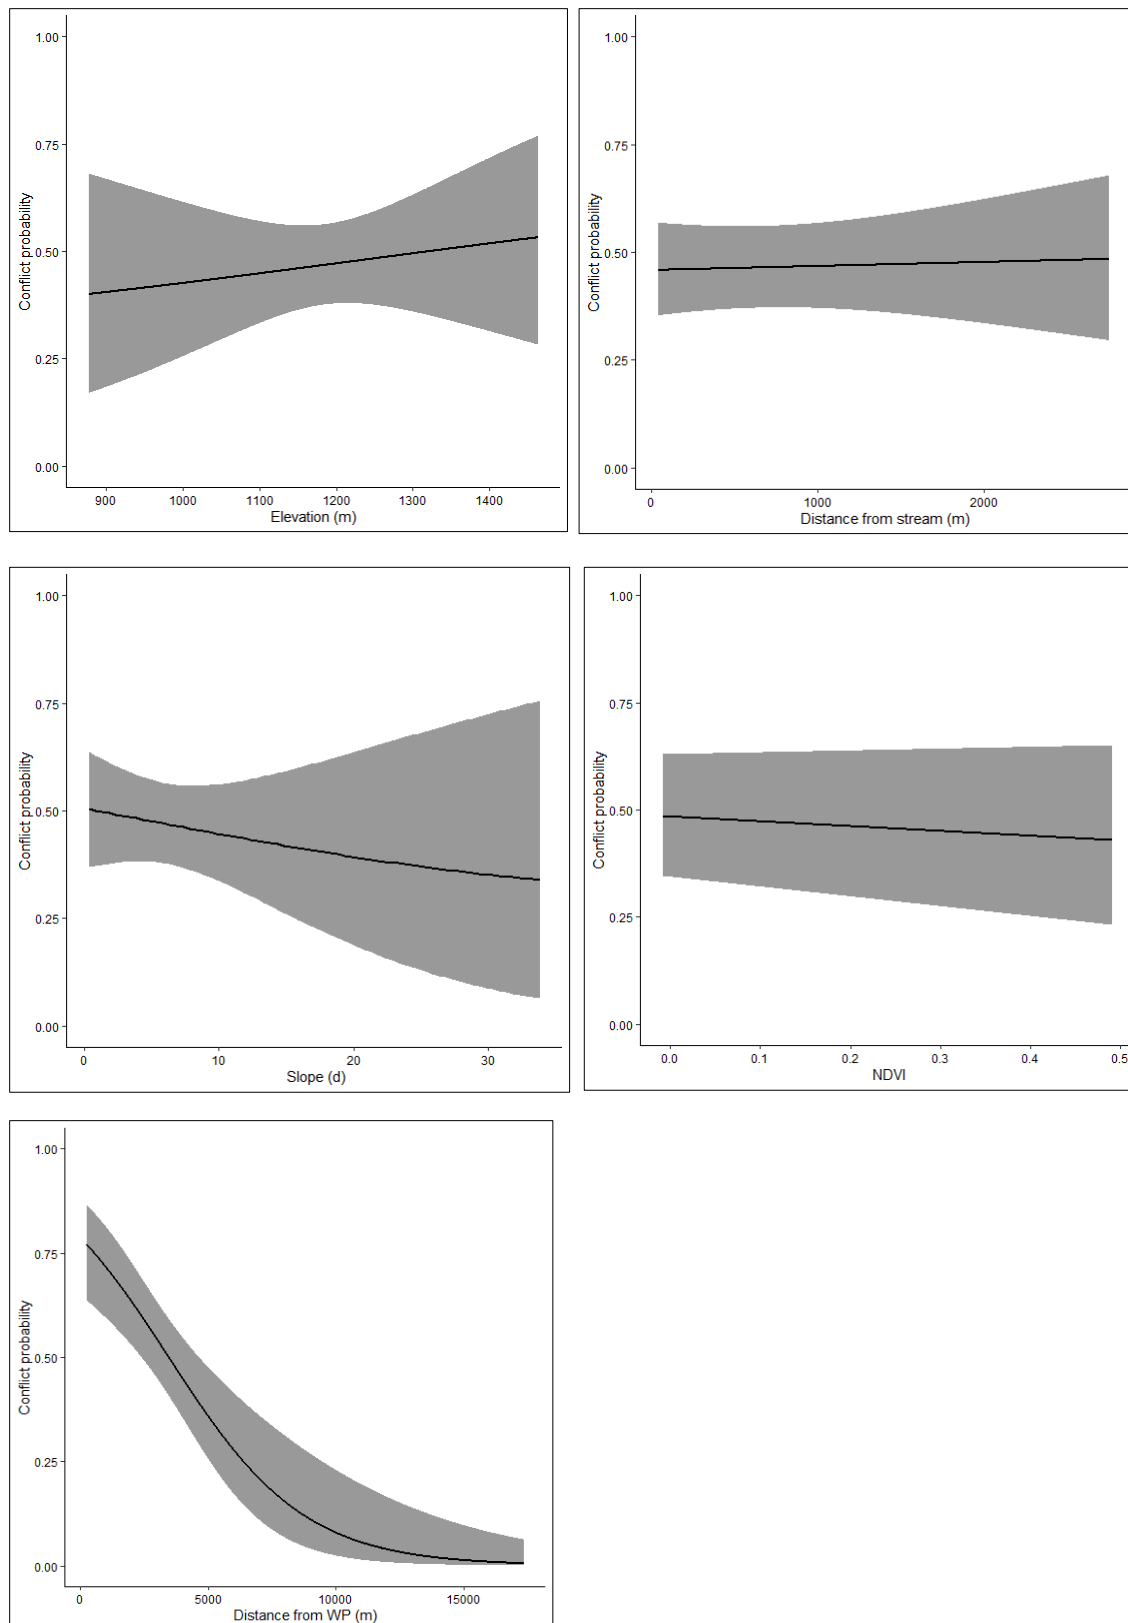 1.00
0.75
0.50
0.25
0.00
Conflict probability
900 1000 1100 1200 1300 1400
Elevation (m)
1.00
0.75
0.50
0.25
0.00
Conflict probability
0 1000 2000
Distance from stream (m)
1.00
0.75
0.50
0.25
0.00
Conflict probability
0 10 20 30
Slope (d)
1.00
0.75
0.50
0.25
0.00
Conflict probability
0.0 0.1 0.2 0.3 0.4 0.5
NDVI
1.00
0.75
0.50
0.25
0.00
Conflict probability
0 5000 10000 15000
Distance from WP (m)